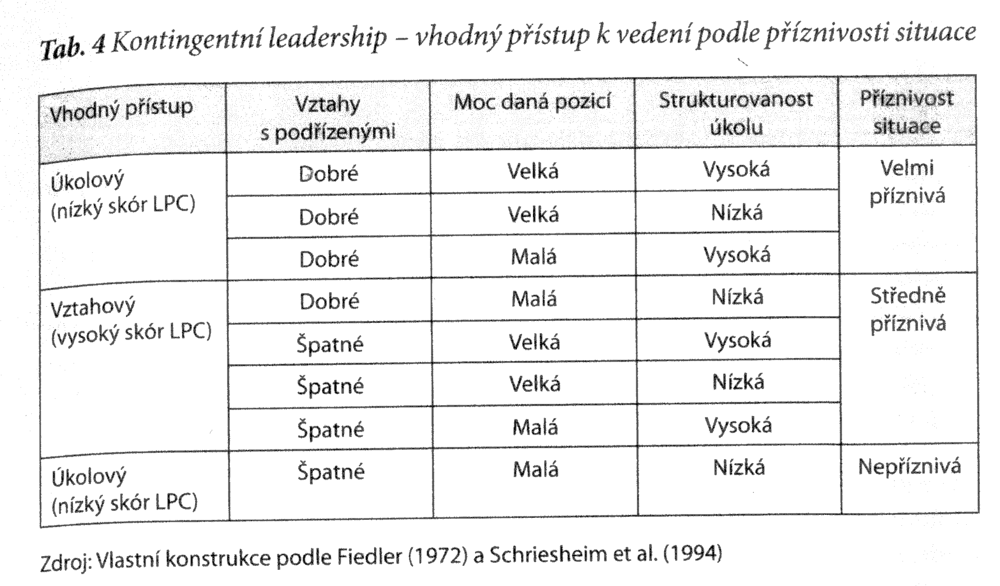 Tab. 4 Kontingentní leadership – vhodný přístup k vedení podle příznivosti situace
Vhodný přístup
Vztahy
s podřízenými
Moc daná pozicí
Strukturovanost
úkolu
Příznivost
situace
Úkolový
(nízký skór LPC)
Dobré
Velká
Vysoká
Velmi
příznivá
Dobré
Velká
Nízká
Dobré
Malá
Vysoká
Vztahový
(vysoký skór LPC)
Dobré
Malá
Nízká
Středně
příznivá
Špatné
Velká
Vysoká
Špatné
Velká
Nízká
Špatné
Malá
Vysoká
Úkolový
(nízký skór LPC)
Špatné
Malá
Nízká
Nepříznivá
Zdroj: Vlastní konstrukce podle Fiedler (1972) a Schriesheim et al. (1994)